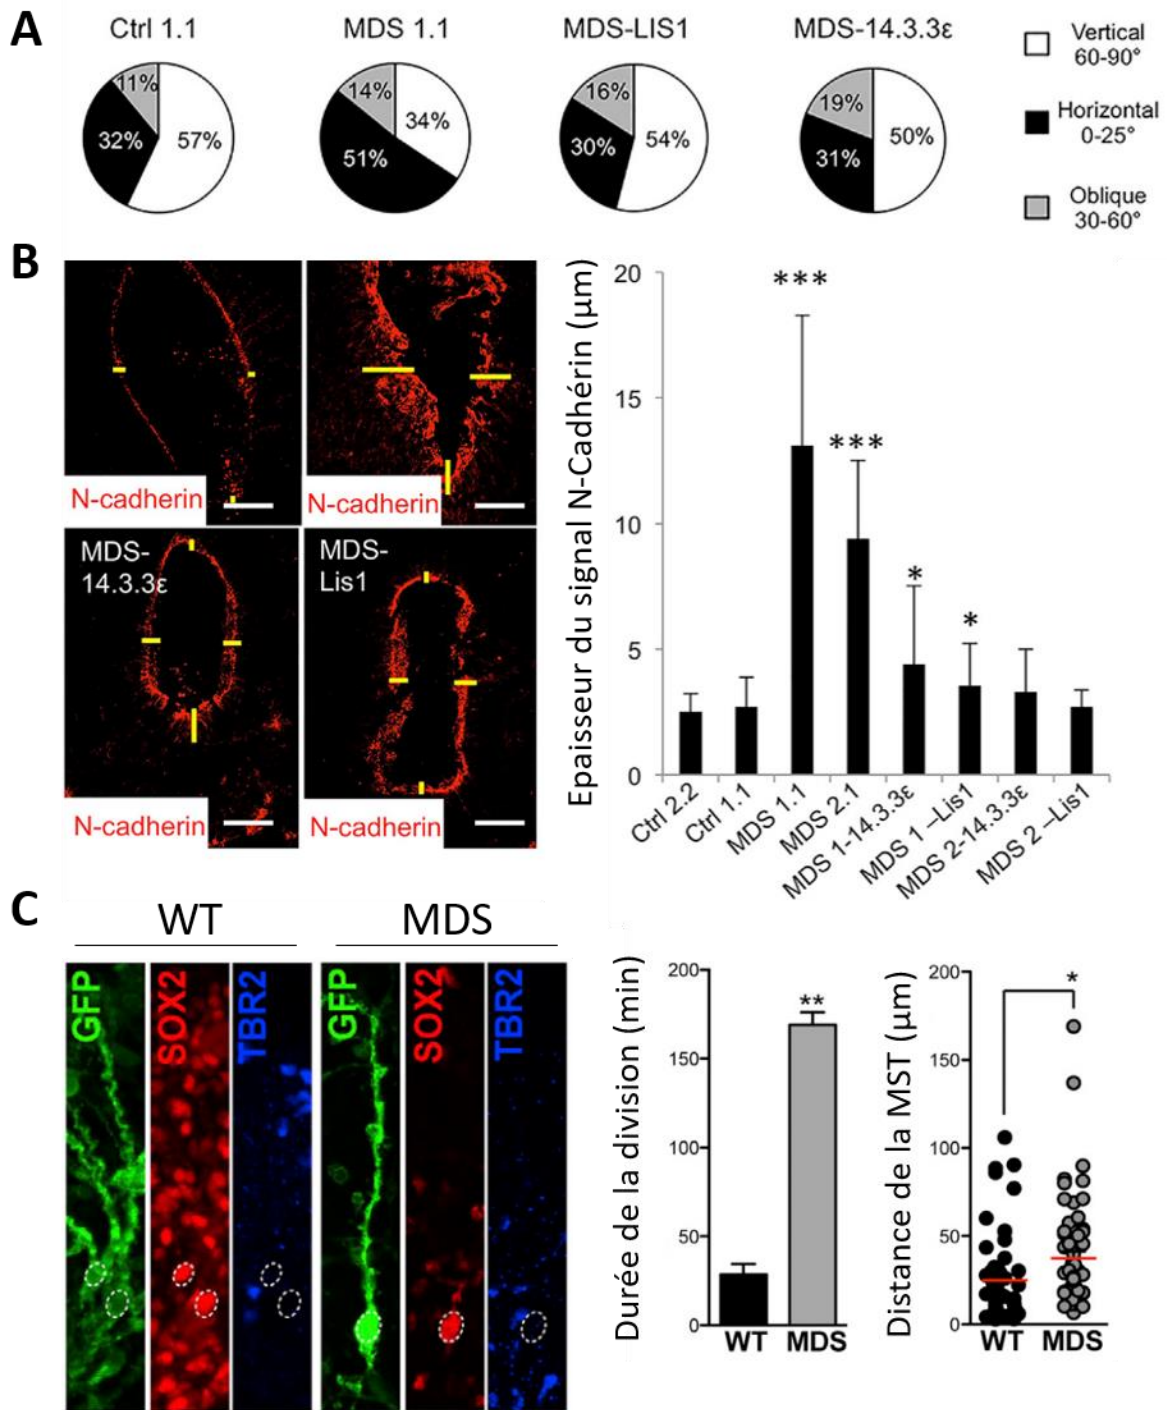 A
Ctrl 1.1
MDS 1.1
MDS-LIS1
MDS-14.3.3ε
11%
32%
57%
14%
34%
51%
16%
30%
54%
19%
31%
50%
Vertical
60-90°
Horizontal
0-25°
Oblique
30-60°
B
N-cadherin
N-cadherin
MDS-
14.3.3ε
MDS-
Lis1
N-cadherin
N-cadherin
Epaisseur du signal N-Cadhérin (µm)
20
15
10
5
0
***
***
*
*
Ctrl 2.2
Ctrl 1.1
MDS 1.1
MDS 2.1
MDS 1-14.3.3ε
MDS 1 –Lis1
MDS 2-14.3.3ε
MDS 2 –Lis1
C
WT
MDS
GFP
SOX2
TBR2
GFP
SOX2
TBR2
Durée de la division (min)
200
150
100
50
0
**
WT
MDS
Distance de la MST (µm)
200
150
100
50
0
*
WT
MDS